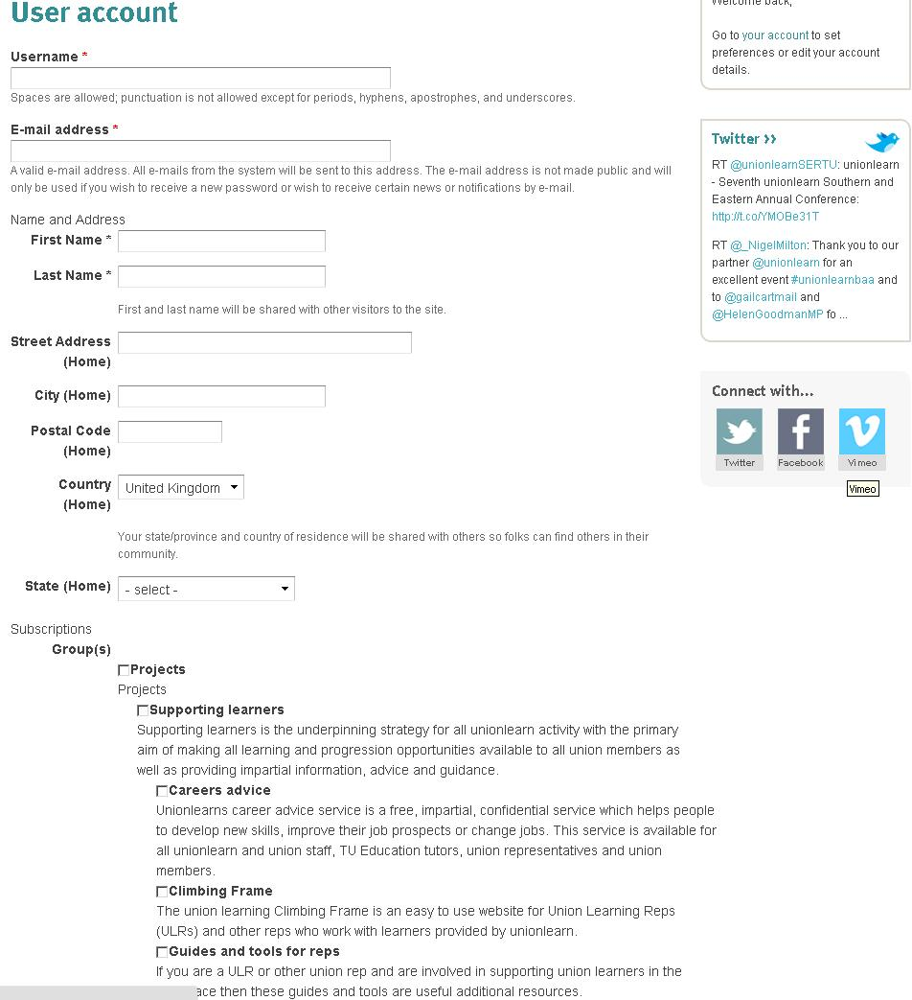 User account
Username *
Spaces are allowed; punctuation is not allowed except for periods, hyphens, apostrophes, and underscores.
E-mail address *
A valid e-mail address. All e-mails from the system will be sent to this address. The e-mail address is not made public and will
only be used if you wish to receive a new password or wish to receive certain news or notifications by e-mail.
Name and Address
First Name *
Last Name *
First and last name will be shared with other visitors to the site.
Street Address
(Home)
City (Home)
Postal Code
(Home)
Country
(Home)
United Kingdom
Your state/province and country of residence will be shared with others so folks can find others in their
community.
State (Home)
- select -
Subscriptions
Group(s)
Projects
Projects
Supporting learners
Supporting learners is the underpinning strategy for all unionlearn activity with the primary
aim of making all learning and progression opportunities available to all union members as
well as providing impartial information, advice and guidance.
Careers advice
Unionlearns career advice service is a free, impartial, confidential service which helps people
to develop new skills, improve their job prospects or change jobs. This service is available for
all unionlearn and union staff, TU Education tutors, union representatives and union
members.
Climbing Frame
The union learning Climbing Frame is an easy to use website for Union Learning Reps
(ULRs) and other reps who work with learners provided by unionlearn.
Guides and tools for reps
If you are a ULR or other union rep and are involved in supporting union learners in the
ace then these guides and tools are useful additional resources.
Welcome back,
Go to your account to set
preferences or edit your account
details.
Twitter >>
RT @unionlearnSERTU: unionlearn
- Seventh unionlearn Southern and
Eastern Annual Conference:
http://t.co/YMOBe31T
RT @_NigelMilton: Thank you to our
partner @unionlearn for an
excellent event #unionlearnbaa and
to @gailcartmail and
@HelenGoodmanMP fo ...
Connect with...
Twitter Facebook Vimeo
Vimeo